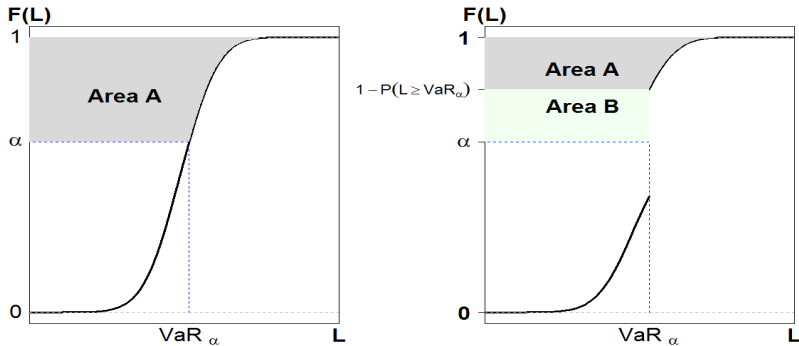 F(L)
1
Area A
α
0
VaR α
L
F(L)
1
Area A
1 − P(L ≥ VaRα)
Area B
α
0
VaR α
L